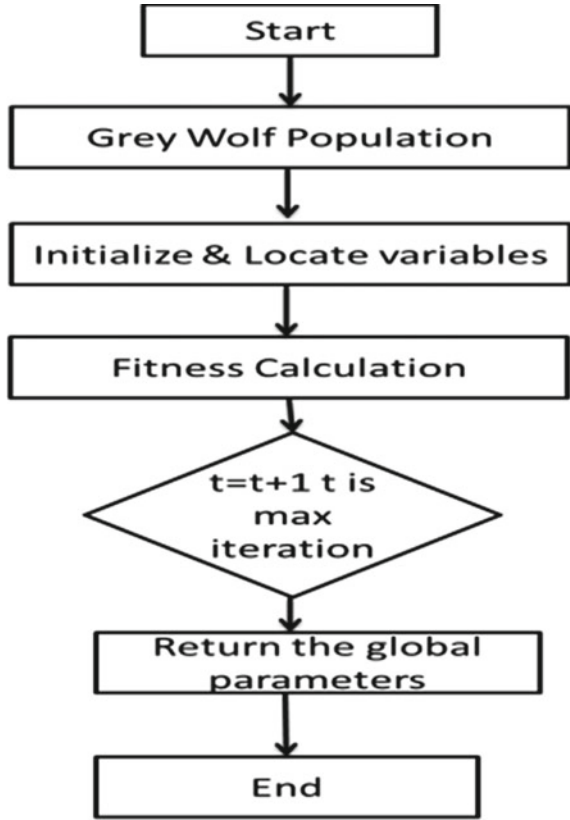 Start
Grey Wolf Population
Initialize & Locate variables
Fitness Calculation
t=t+1 t is
max
iteration
Return the global
parameters
End